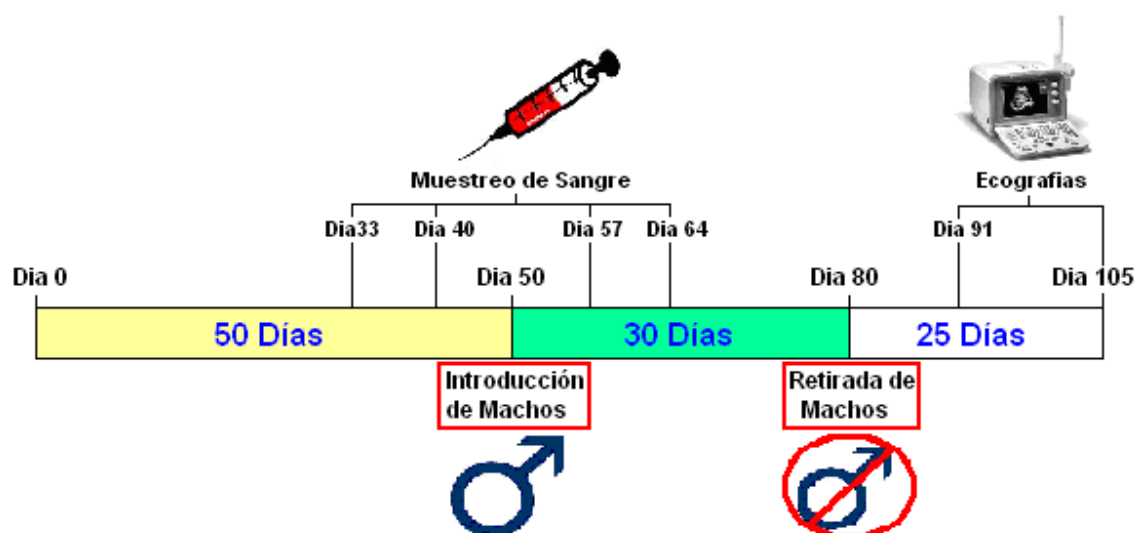 Muestreo de Sangre
Ecografias
Dia33
Dia 40
Dia 57
Dia 64
Dia 91
Dia 0
Dia 50
Dia 80
Dia 105
50 Días
30 Días
25 Días
Introducción
de Machos
Retirada de
Machos